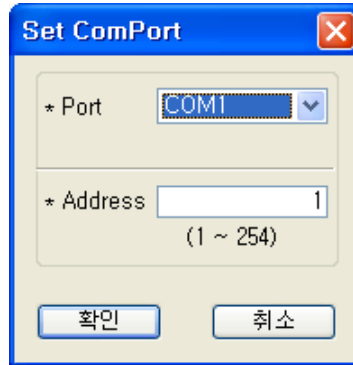 Set ComPort
* Port COM1
* Address 1
(1 ~ 254)
확인 취소